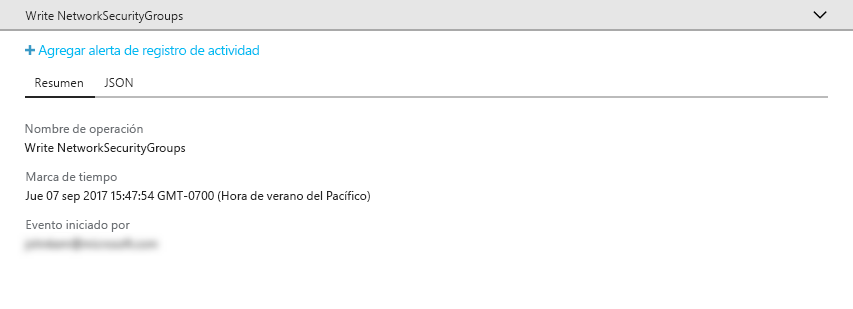 Write NetworkSecurityGroups
+ Agregar alerta de registro de actividad
Resumen JSON
Nombre de operación
Write NetworkSecurityGroups
Marca de tiempo
Jue 07 sep 2017 15:47:54 GMT-0700 (Hora de verano del Pacífico)
Evento iniciado por